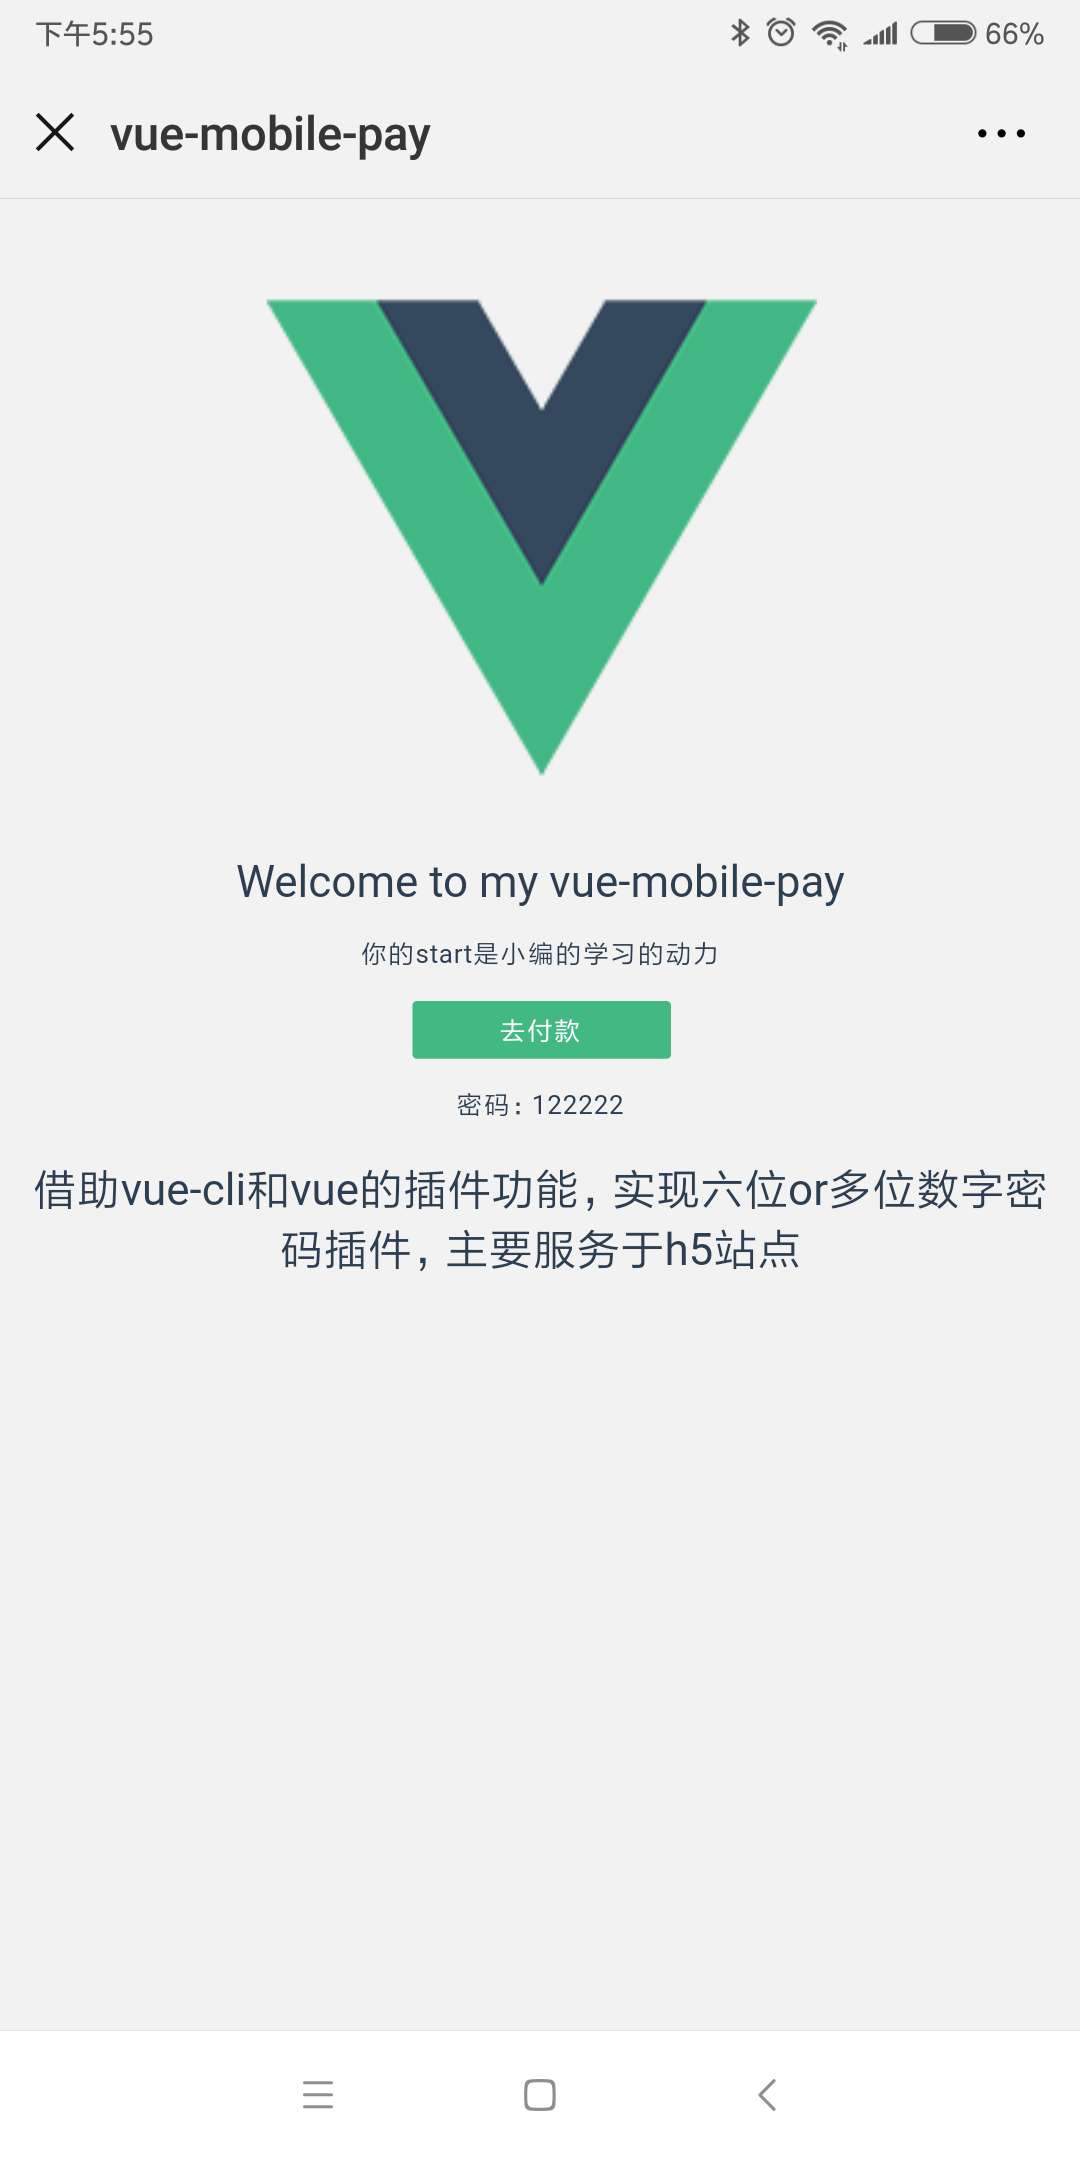 下午5:55
66%
vue-mobile-pay
Welcome to my vue-mobile-pay
你的start是小编的学习的动力
去付款
密码：122222
借助vue-cli和vue的插件功能，实现六位or多位数字密
码插件，主要服务于h5站点